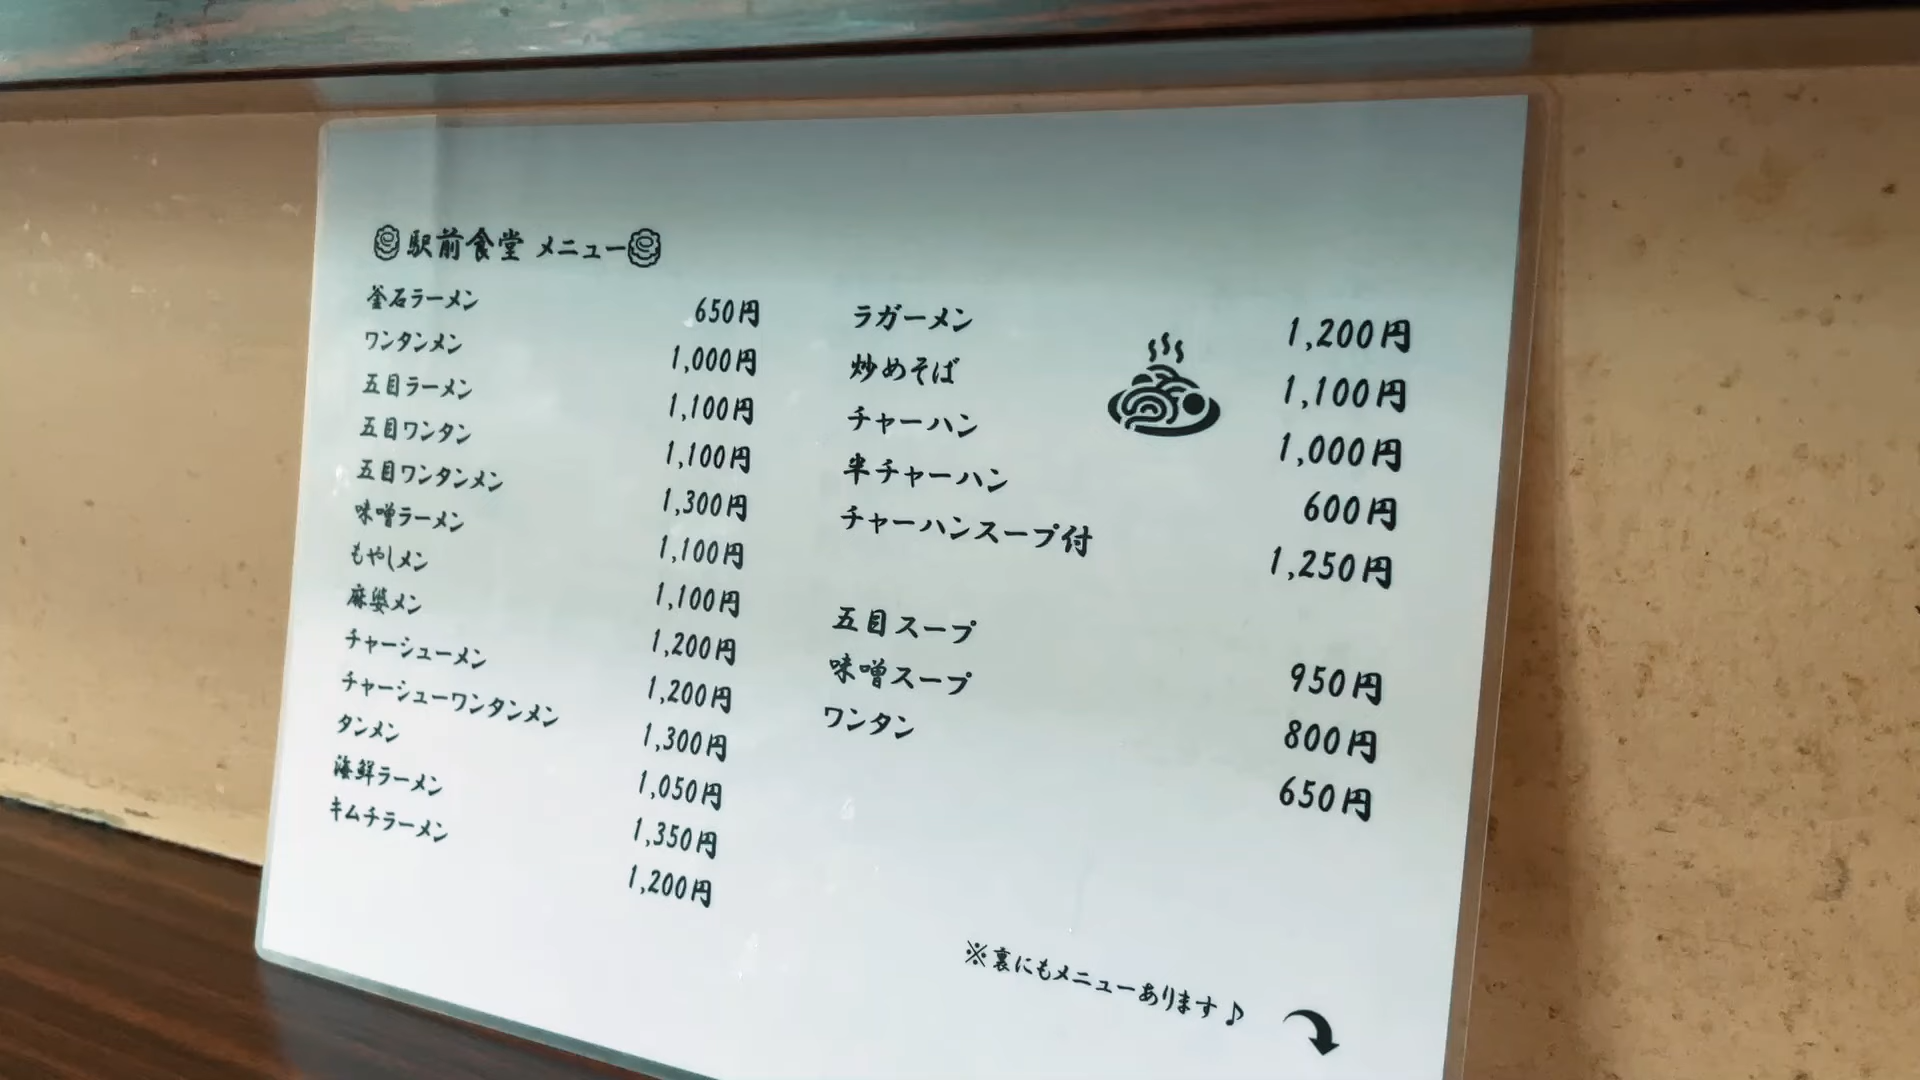 駅前食堂 メニュー
釜石ラーメン 650円
ワンタンメン 1,000円
五目ラーメン 1,100円
五目ワンタン 1,100円
五目ワンタンメン 1,300円
味噌ラーメン 1,100円
もやしメン 1,100円
麻婆メン 1,200円
チャーシューメン 1,200円
チャーシューワンタンメン 1,300円
タンメン 1,050円
海鮮ラーメン 1,350円
キムチラーメン 1,200円
ラガーメン 1,200円
炒めそば 1,100円
チャーハン 1,000円
半チャーハン 600円
チャーハンスープ付 1,250円
五目スープ 950円
味噌スープ 800円
ワンタン 650円
※裏にもメニューあります♪